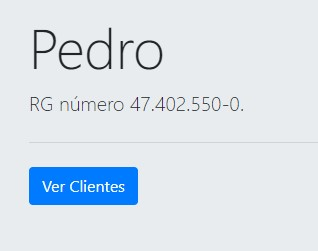 Pedro
RG número 47.402.550-0.
Ver Clientes